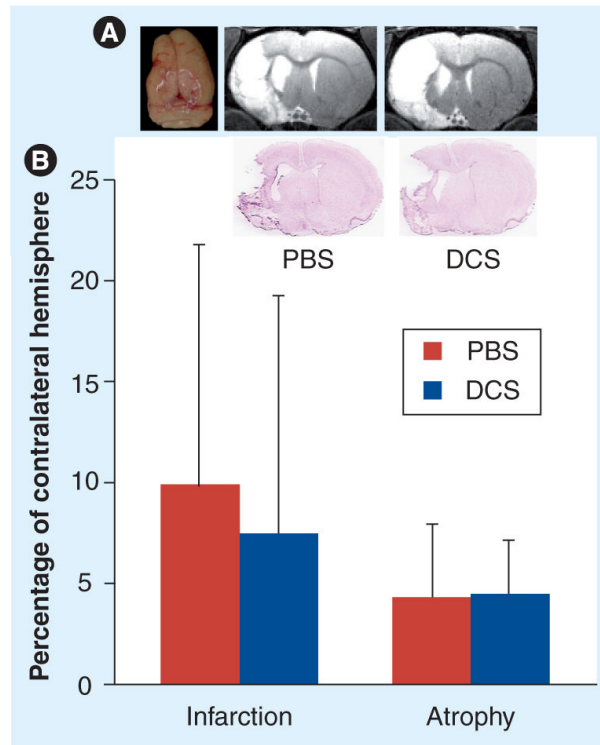 A
B
PBS
DCS
Percentage of contralateral hemisphere
25
20
15
10
5
0
PBS
DCS
Infarction
Atrophy